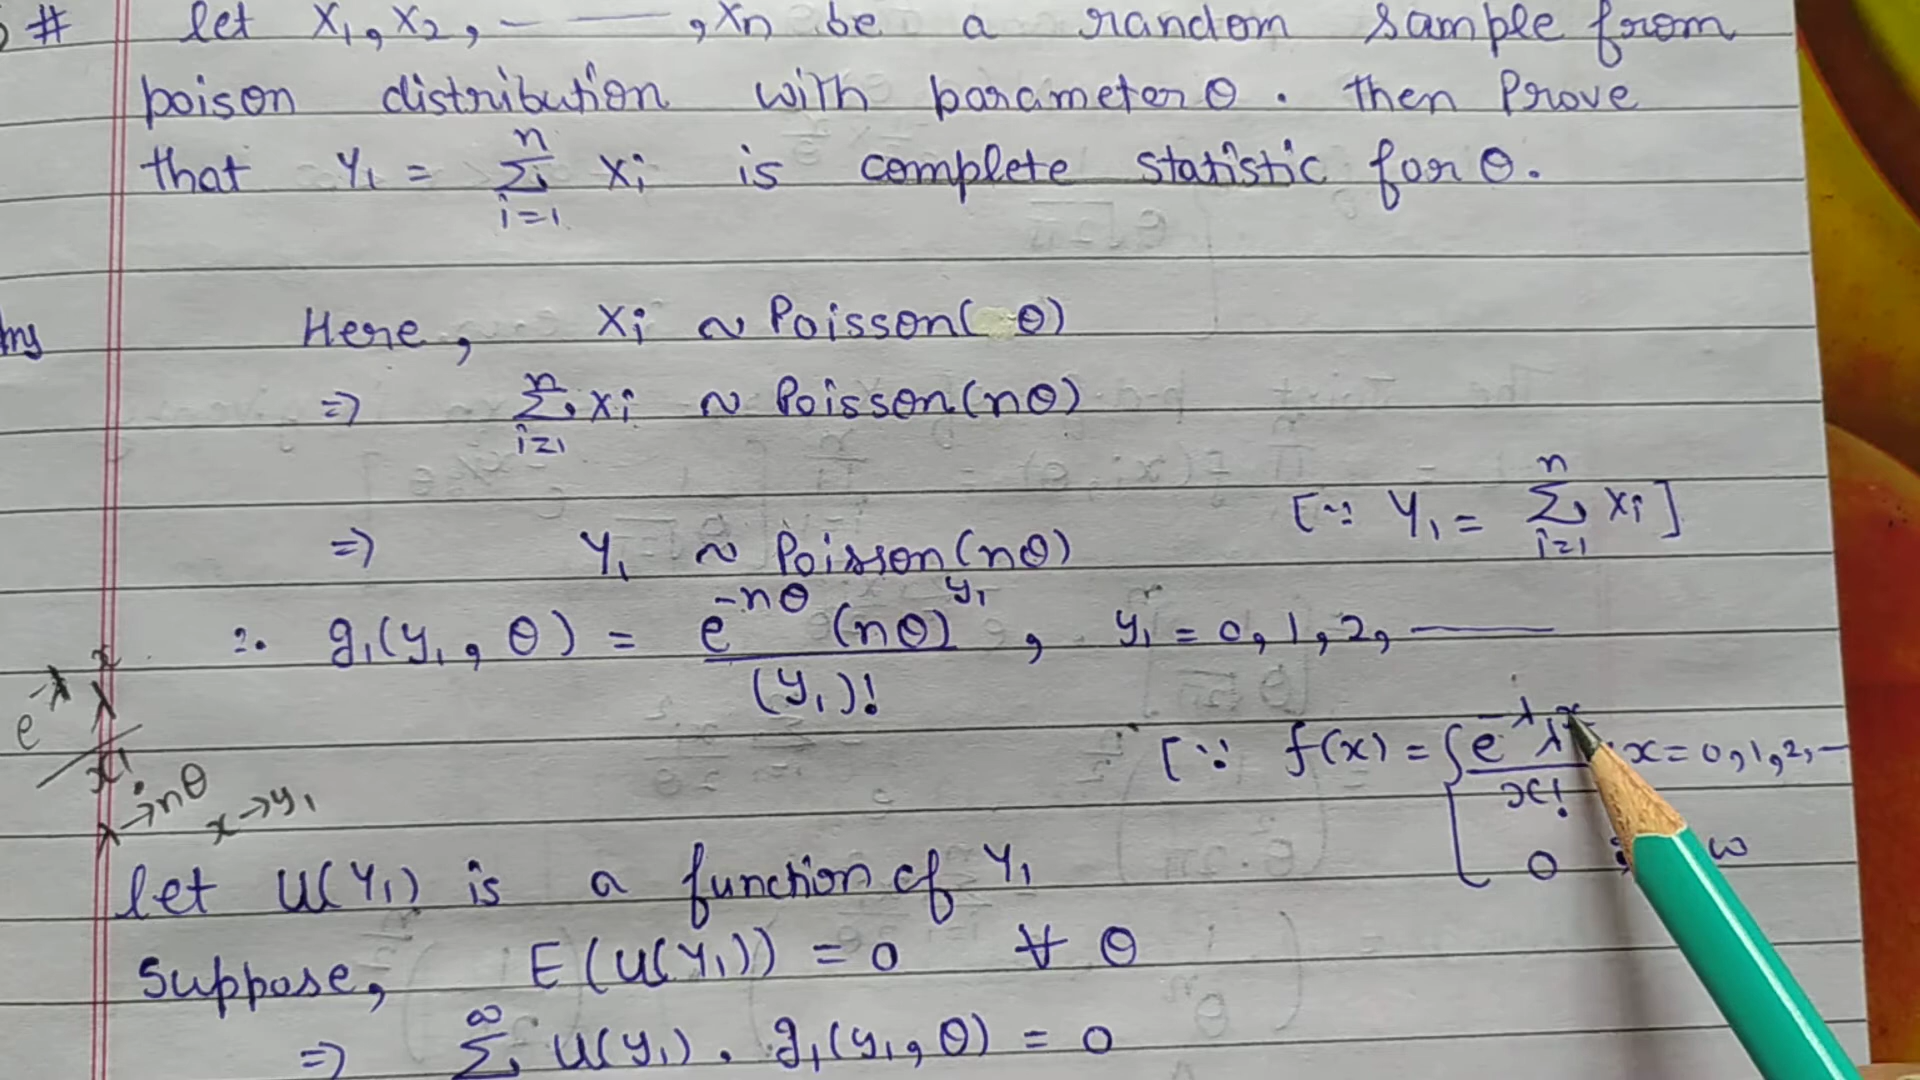 # let X₁, X₂, - —, Xn be a random sample from
poison distribution with parameter θ. then Prove
that Y₁ = ∑ᵢ₌₁ⁿ Xi is complete statistic for θ.
Here, Xi ~ Poisson( θ)
⇒ ∑ᵢ₌₁ⁿ Xi ~ Poisson(nθ)
[∵ Y₁ = ∑ᵢ₌₁ⁿ Xi]
⇒ Y₁ ~ Poisson(nθ)
∴ g₁(y₁, θ) = e^(-nθ) (nθ)^(y₁) / (y₁)! , y₁ = 0, 1, 2, —
e^(-λ) λ^x / x!
[∵ f(x) = { e^(-λ) λ^x / x! ; x = 0, 1, 2, -
λ → nθ x → y₁
0
let U(Y₁) is a function of Y₁
Suppose, E(U(Y₁)) = 0 ∀ θ
⇒ ∑^∞ U(y₁) . g₁(y₁, θ) = 0